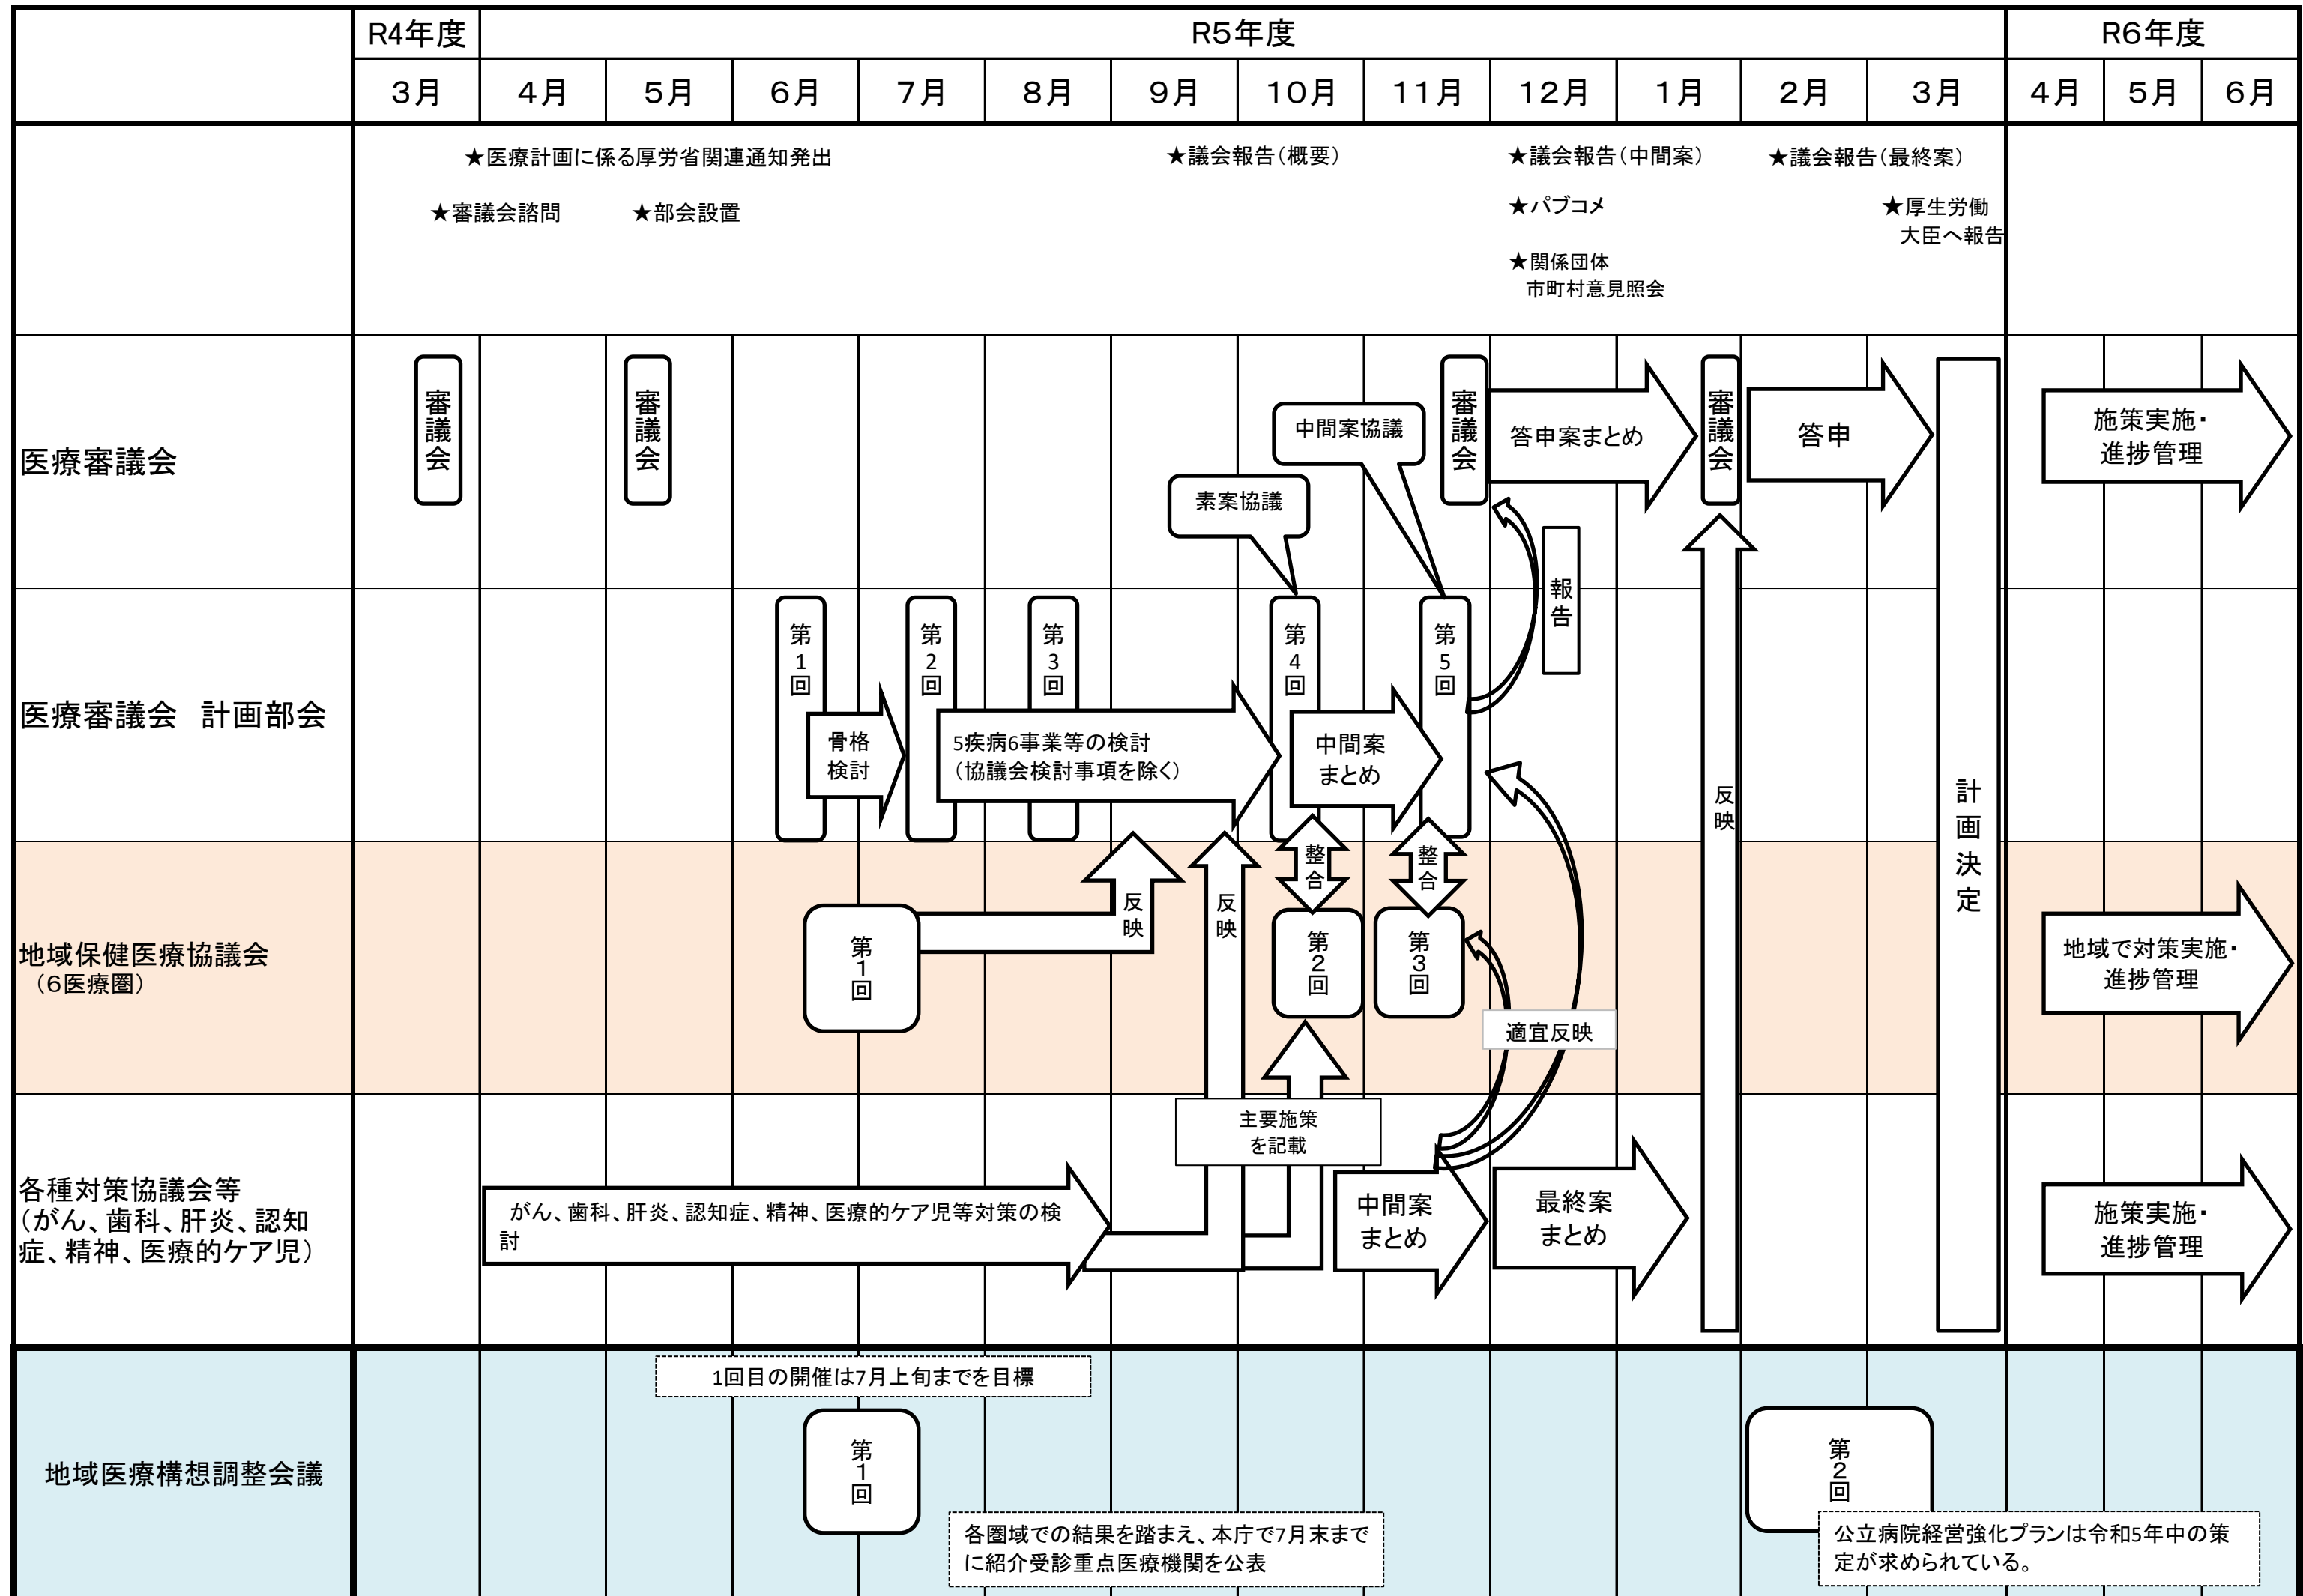 R4年度
R5年度
R6年度
3月
4月
5月
6月
7月
8月
9月
10月
11月
12月
1月
2月
3月
4月
5月
6月
★医療計画に係る厚労省関連通知発出
★議会報告(概要)
★議会報告(中間案)
★議会報告(最終案)
★審議会諮問
★部会設置
★パブコメ
★厚生労働
大臣へ報告
★関係団体
市町村意見照会
医療審議会
審議会
審議会
素案協議
中間案協議
審議会
答申案まとめ
審議会
答申
施策実施・
進捗管理
報告
医療審議会 計画部会
第1回
第2回
第3回
第4回
第5回
骨格
検討
5疾病6事業等の検討
(協議会検討事項を除く)
中間案
まとめ
反映
計画決定
地域保健医療協議会
(6医療圏)
第1回
反映
反映
整合
整合
第2回
第3回
適宜反映
地域で対策実施・
進捗管理
各種対策協議会等
(がん、歯科、肝炎、認知
症、精神、医療的ケア児)
がん、歯科、肝炎、認知症、精神、医療的ケア児等対策の検
討
主要施策
を記載
中間案
まとめ
最終案
まとめ
施策実施・
進捗管理
地域医療構想調整会議
1回目の開催は7月上旬までを目標
第1回
各圏域での結果を踏まえ、本庁で7月末まで
に紹介受診重点医療機関を公表
第2回
公立病院経営強化プランは令和5年中の策
定が求められている。